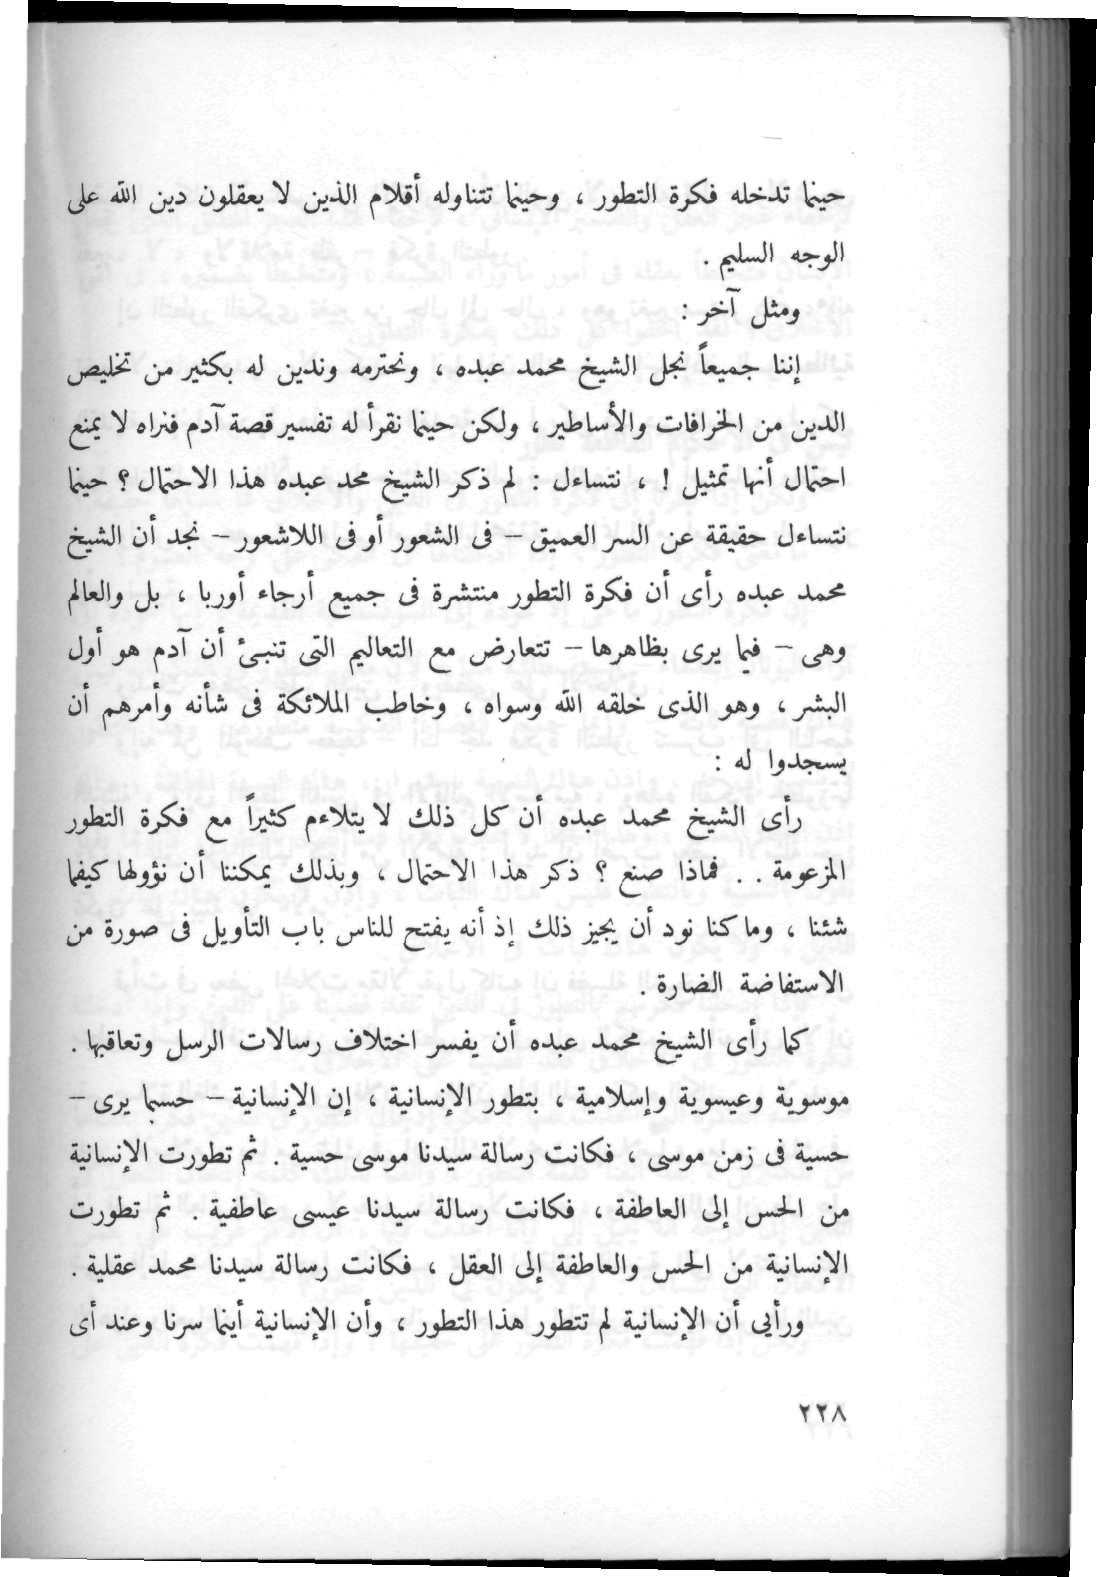 حينما تدخله فكرة التطور ، وحينما تتناوله أقلام الذين لا يعقلون دين الله على
الوجه السليم .
ومثل آخر :
إننا جميعاً نجل الشيخ محمد عبده ، ونحترمه وندين له بكثير من تخليص
الدين من الخرافات والأساطير ، ولكن حينما نقرأ له تفسير قصة آدم فنراه لا يمنع
احتمال أنها تمثيل ! ، نتساءل : لم ذكر الشيخ محمد عبده هذا الاحتمال ؟ حينما
نتساءل حقيقة عن السر العميق – فى الشعور أو فى اللاشعور – نجد أن الشيخ
محمد عبده رأى أن فكرة التطور منتشرة فى جميع أرجاء أوربا ، بل والعالم
وهى – فيما يرى بظاهرها – تتعارض مع التعاليم التى تنبىء أن آدم هو أول
البشر ، وهو الذى خلقه الله وسواه ، وخاطب الملائكة فى شأنه وأمرهم أن
يسجدوا له :
رأى الشيخ محمد عبده أن كل ذلك لا يتلاءم كثيراً مع فكرة التطور
المزعومة . . فماذا صنع ؟ ذكر هذا الاحتمال ، وبذلك يمكننا أن نؤولها كيفما
شئنا ، وما كنا نود أن يجيز ذلك إذ أنه يفتح للناس باب التأويل فى صورة من
الاستفاضة الضارة .
كما رأى الشيخ محمد عبده أن يفسر اختلاف رسالات الرسل وتعاقبها .
موسوية وعيسوية وإسلامية ، بتطور الإنسانية ، إن الإنسانية – حسبما يرى –
حسية فى زمن موسى ، فكانت رسالة سيدنا موسى حسية . ثم تطورت الإنسانية
من الحس إلى العاطفة ، فكانت رسالة سيدنا عيسى عاطفية . ثم تطورت
الإنسانية من الحس والعاطفة إلى العقل ، فكانت رسالة سيدنا محمد عقلية .
ورأيى أن الإنسانية لم تتطور هذا التطور ، وأن الإنسانية أينما سرنا وعند أى
٢٢٨